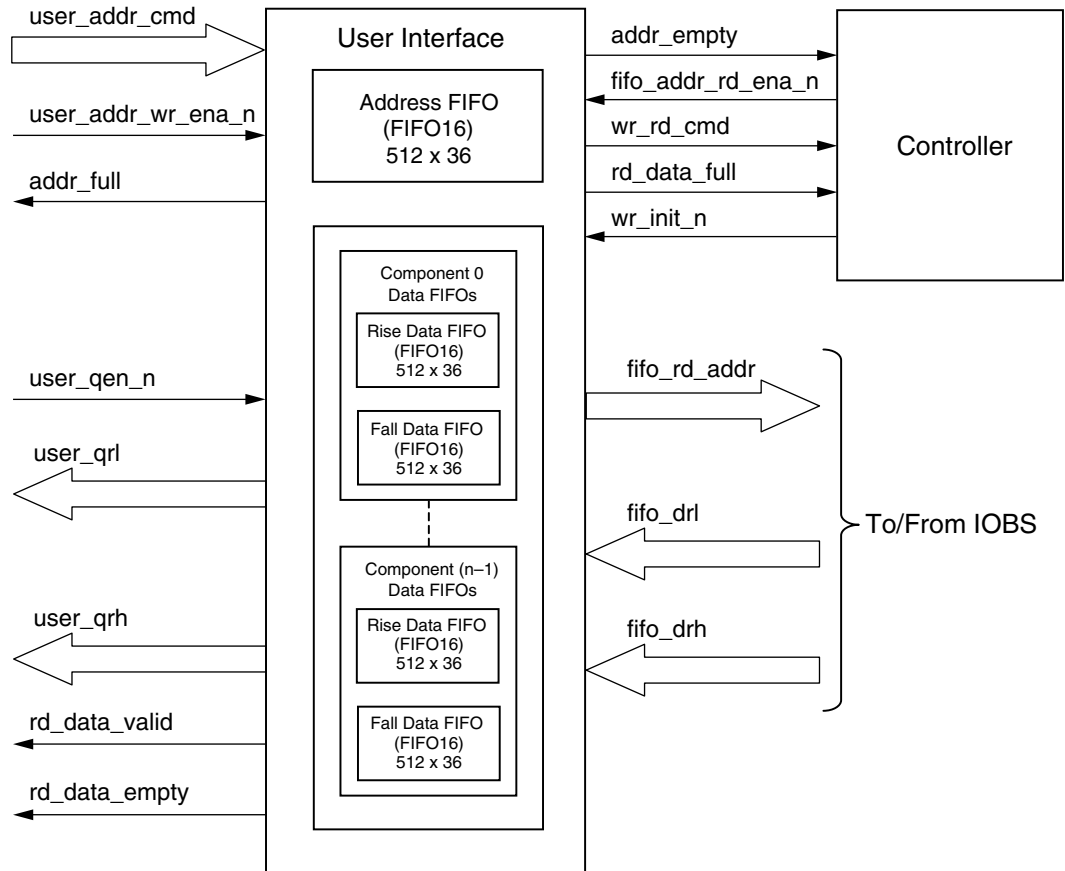 user_addr_cmd
user_addr_wr_ena_n
addr_full
user_qen_n
user_qrl
user_qrh
rd_data_valid
rd_data_empty
User Interface
Address FIFO
(FIFO16)
512 x 36
Component 0
Data FIFOs
Rise Data FIFO
(FIFO16)
512 x 36
Fall Data FIFO
(FIFO16)
512 x 36
Component (n–1)
Data FIFOs
Rise Data FIFO
(FIFO16)
512 x 36
Fall Data FIFO
(FIFO16)
512 x 36
addr_empty
fifo_addr_rd_ena_n
wr_rd_cmd
rd_data_full
wr_init_n
Controller
fifo_rd_addr
fifo_drl
fifo_drh
To/From IOBS